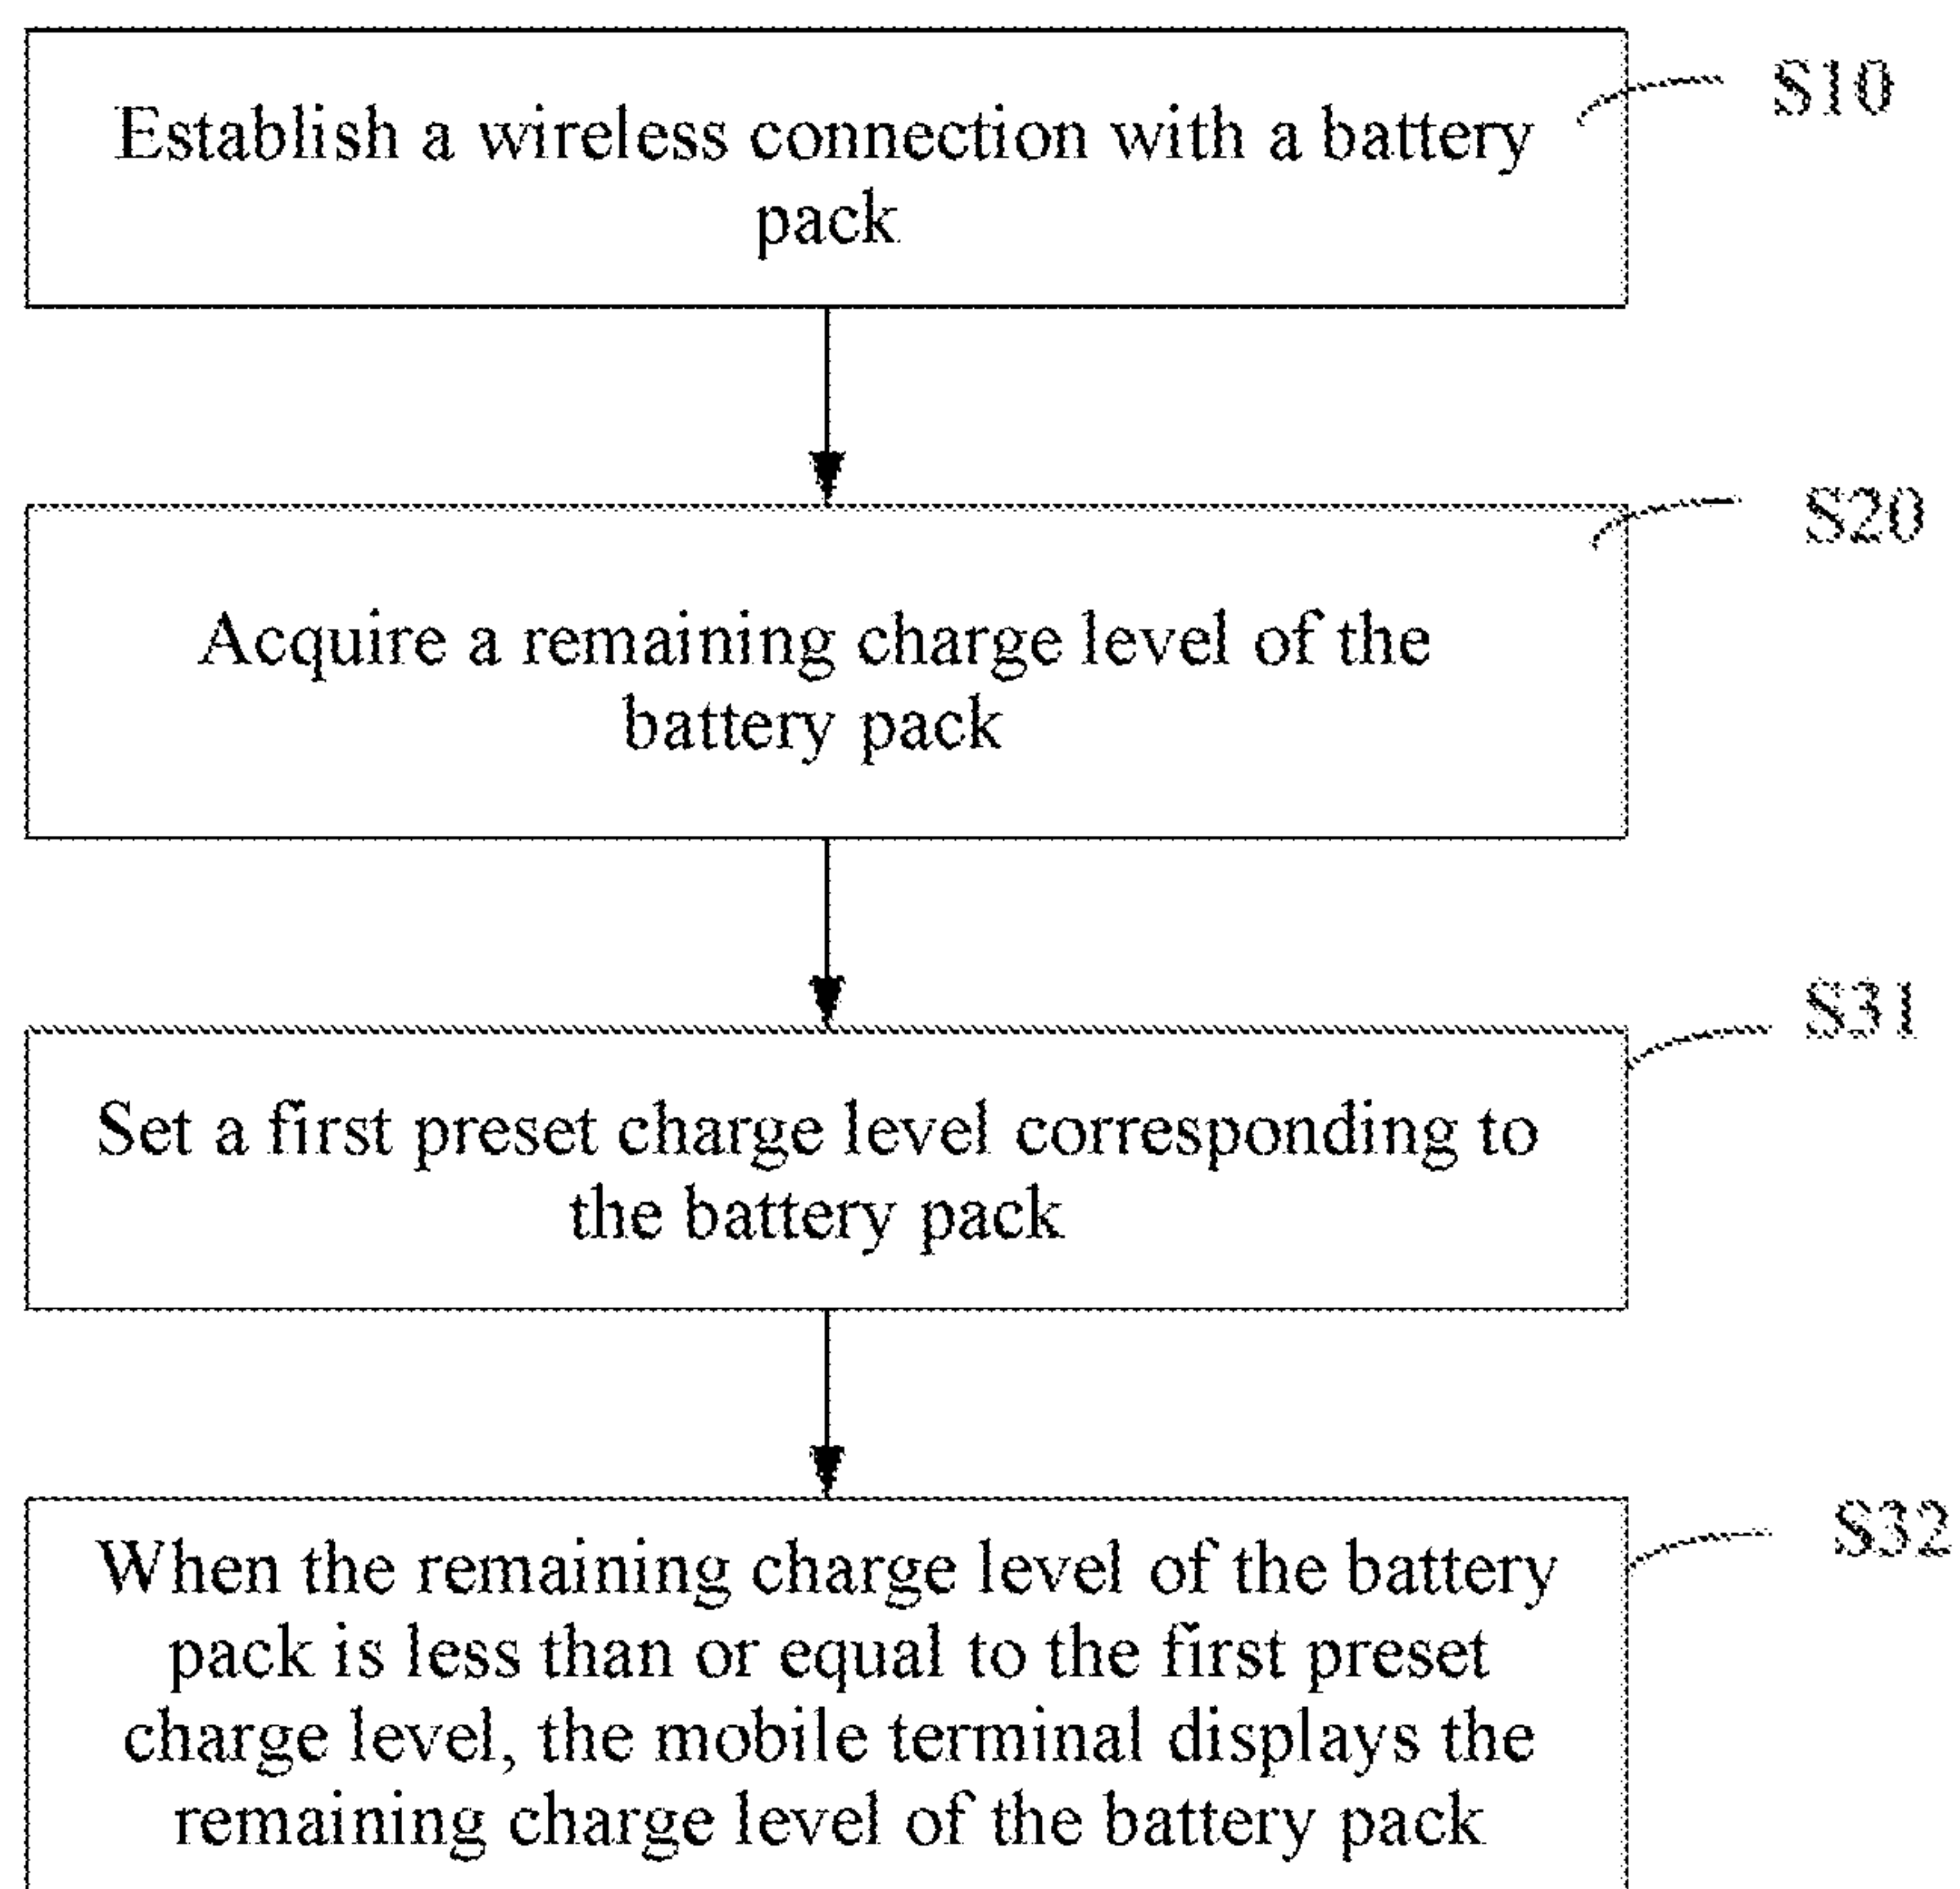 Establish a wireless connection with a battery
pack
S10
Acquire a remaining charge level of the
battery pack
S20
Set a first preset charge level corresponding to
the battery pack
S31
When the remaining charge level of the battery
pack is less than or equal to the first preset
charge level, the mobile terminal displays the
remaining charge level of the battery pack
S32